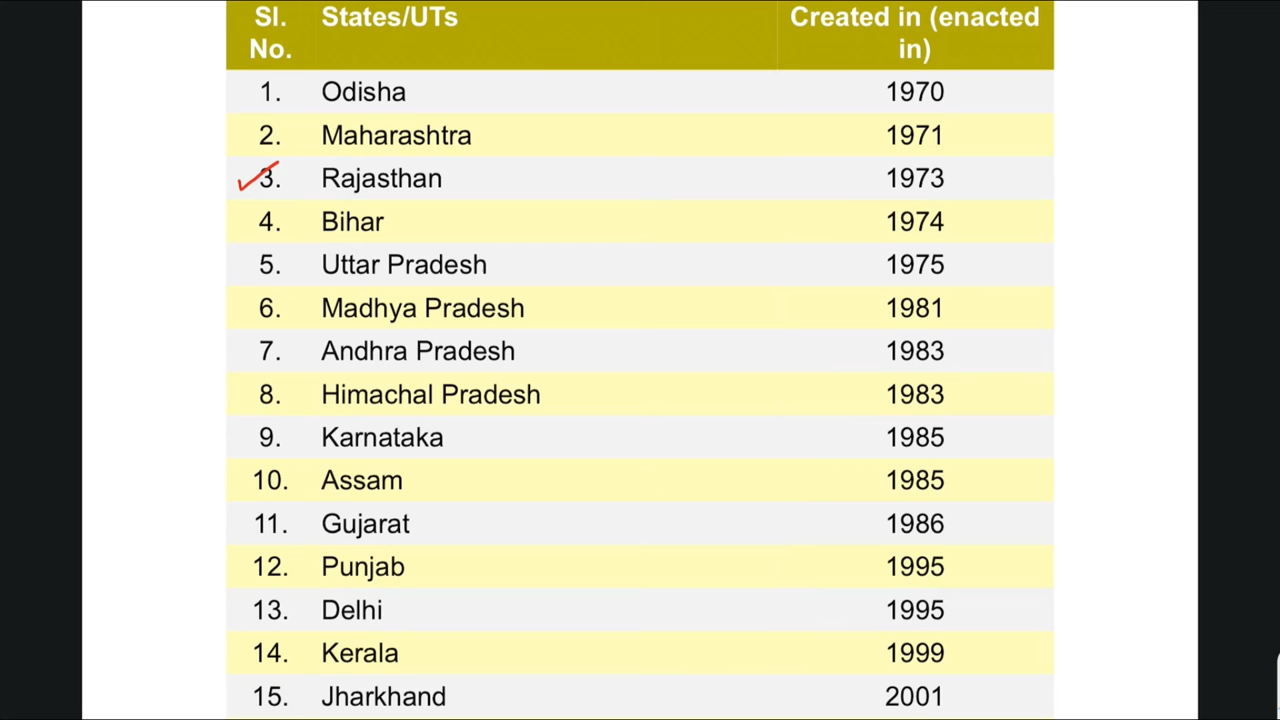 Sl. No. States/UTs Created in (enacted in)
1. Odisha 1970
2. Maharashtra 1971
3. Rajasthan 1973
4. Bihar 1974
5. Uttar Pradesh 1975
6. Madhya Pradesh 1981
7. Andhra Pradesh 1983
8. Himachal Pradesh 1983
9. Karnataka 1985
10. Assam 1985
11. Gujarat 1986
12. Punjab 1995
13. Delhi 1995
14. Kerala 1999
15. Jharkhand 2001